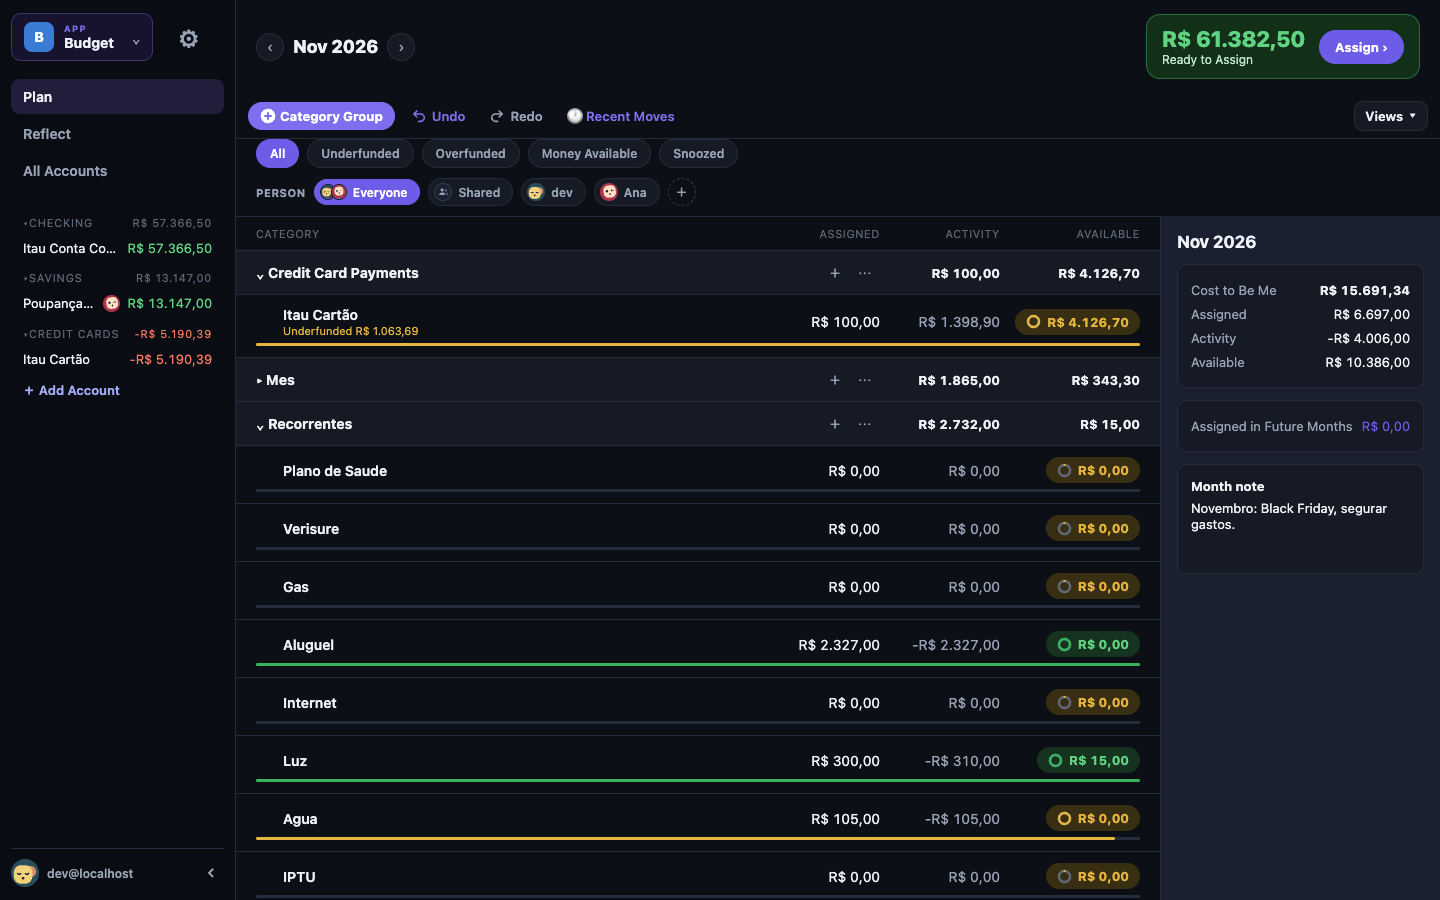 B
APP
Budget
Plan
Reflect
All Accounts
CHECKING R$ 57.366,50
Itau Conta Co... R$ 57.366,50
SAVINGS R$ 13.147,00
Poupança... R$ 13.147,00
CREDIT CARDS -R$ 5.190,39
Itau Cartão -R$ 5.190,39
+ Add Account
dev@localhost
‹ Nov 2026 ›
R$ 61.382,50
Ready to Assign
Assign ›
Category Group Undo Redo Recent Moves Views
All Underfunded Overfunded Money Available Snoozed
PERSON Everyone Shared dev Ana +
CATEGORY ASSIGNED ACTIVITY AVAILABLE
Credit Card Payments + ... R$ 100,00 R$ 4.126,70
Itau Cartão R$ 100,00 R$ 1.398,90 R$ 4.126,70
Underfunded R$ 1.063,69
Mes + ... R$ 1.865,00 R$ 343,30
Recorrentes + ... R$ 2.732,00 R$ 15,00
Plano de Saude R$ 0,00 R$ 0,00 R$ 0,00
Verisure R$ 0,00 R$ 0,00 R$ 0,00
Gas R$ 0,00 R$ 0,00 R$ 0,00
Aluguel R$ 2.327,00 -R$ 2.327,00 R$ 0,00
Internet R$ 0,00 R$ 0,00 R$ 0,00
Luz R$ 300,00 -R$ 310,00 R$ 15,00
Agua R$ 105,00 -R$ 105,00 R$ 0,00
IPTU R$ 0,00 R$ 0,00 R$ 0,00
Nov 2026
Cost to Be Me R$ 15.691,34
Assigned R$ 6.697,00
Activity -R$ 4.006,00
Available R$ 10.386,00
Assigned in Future Months R$ 0,00
Month note
Novembro: Black Friday, segurar
gastos.